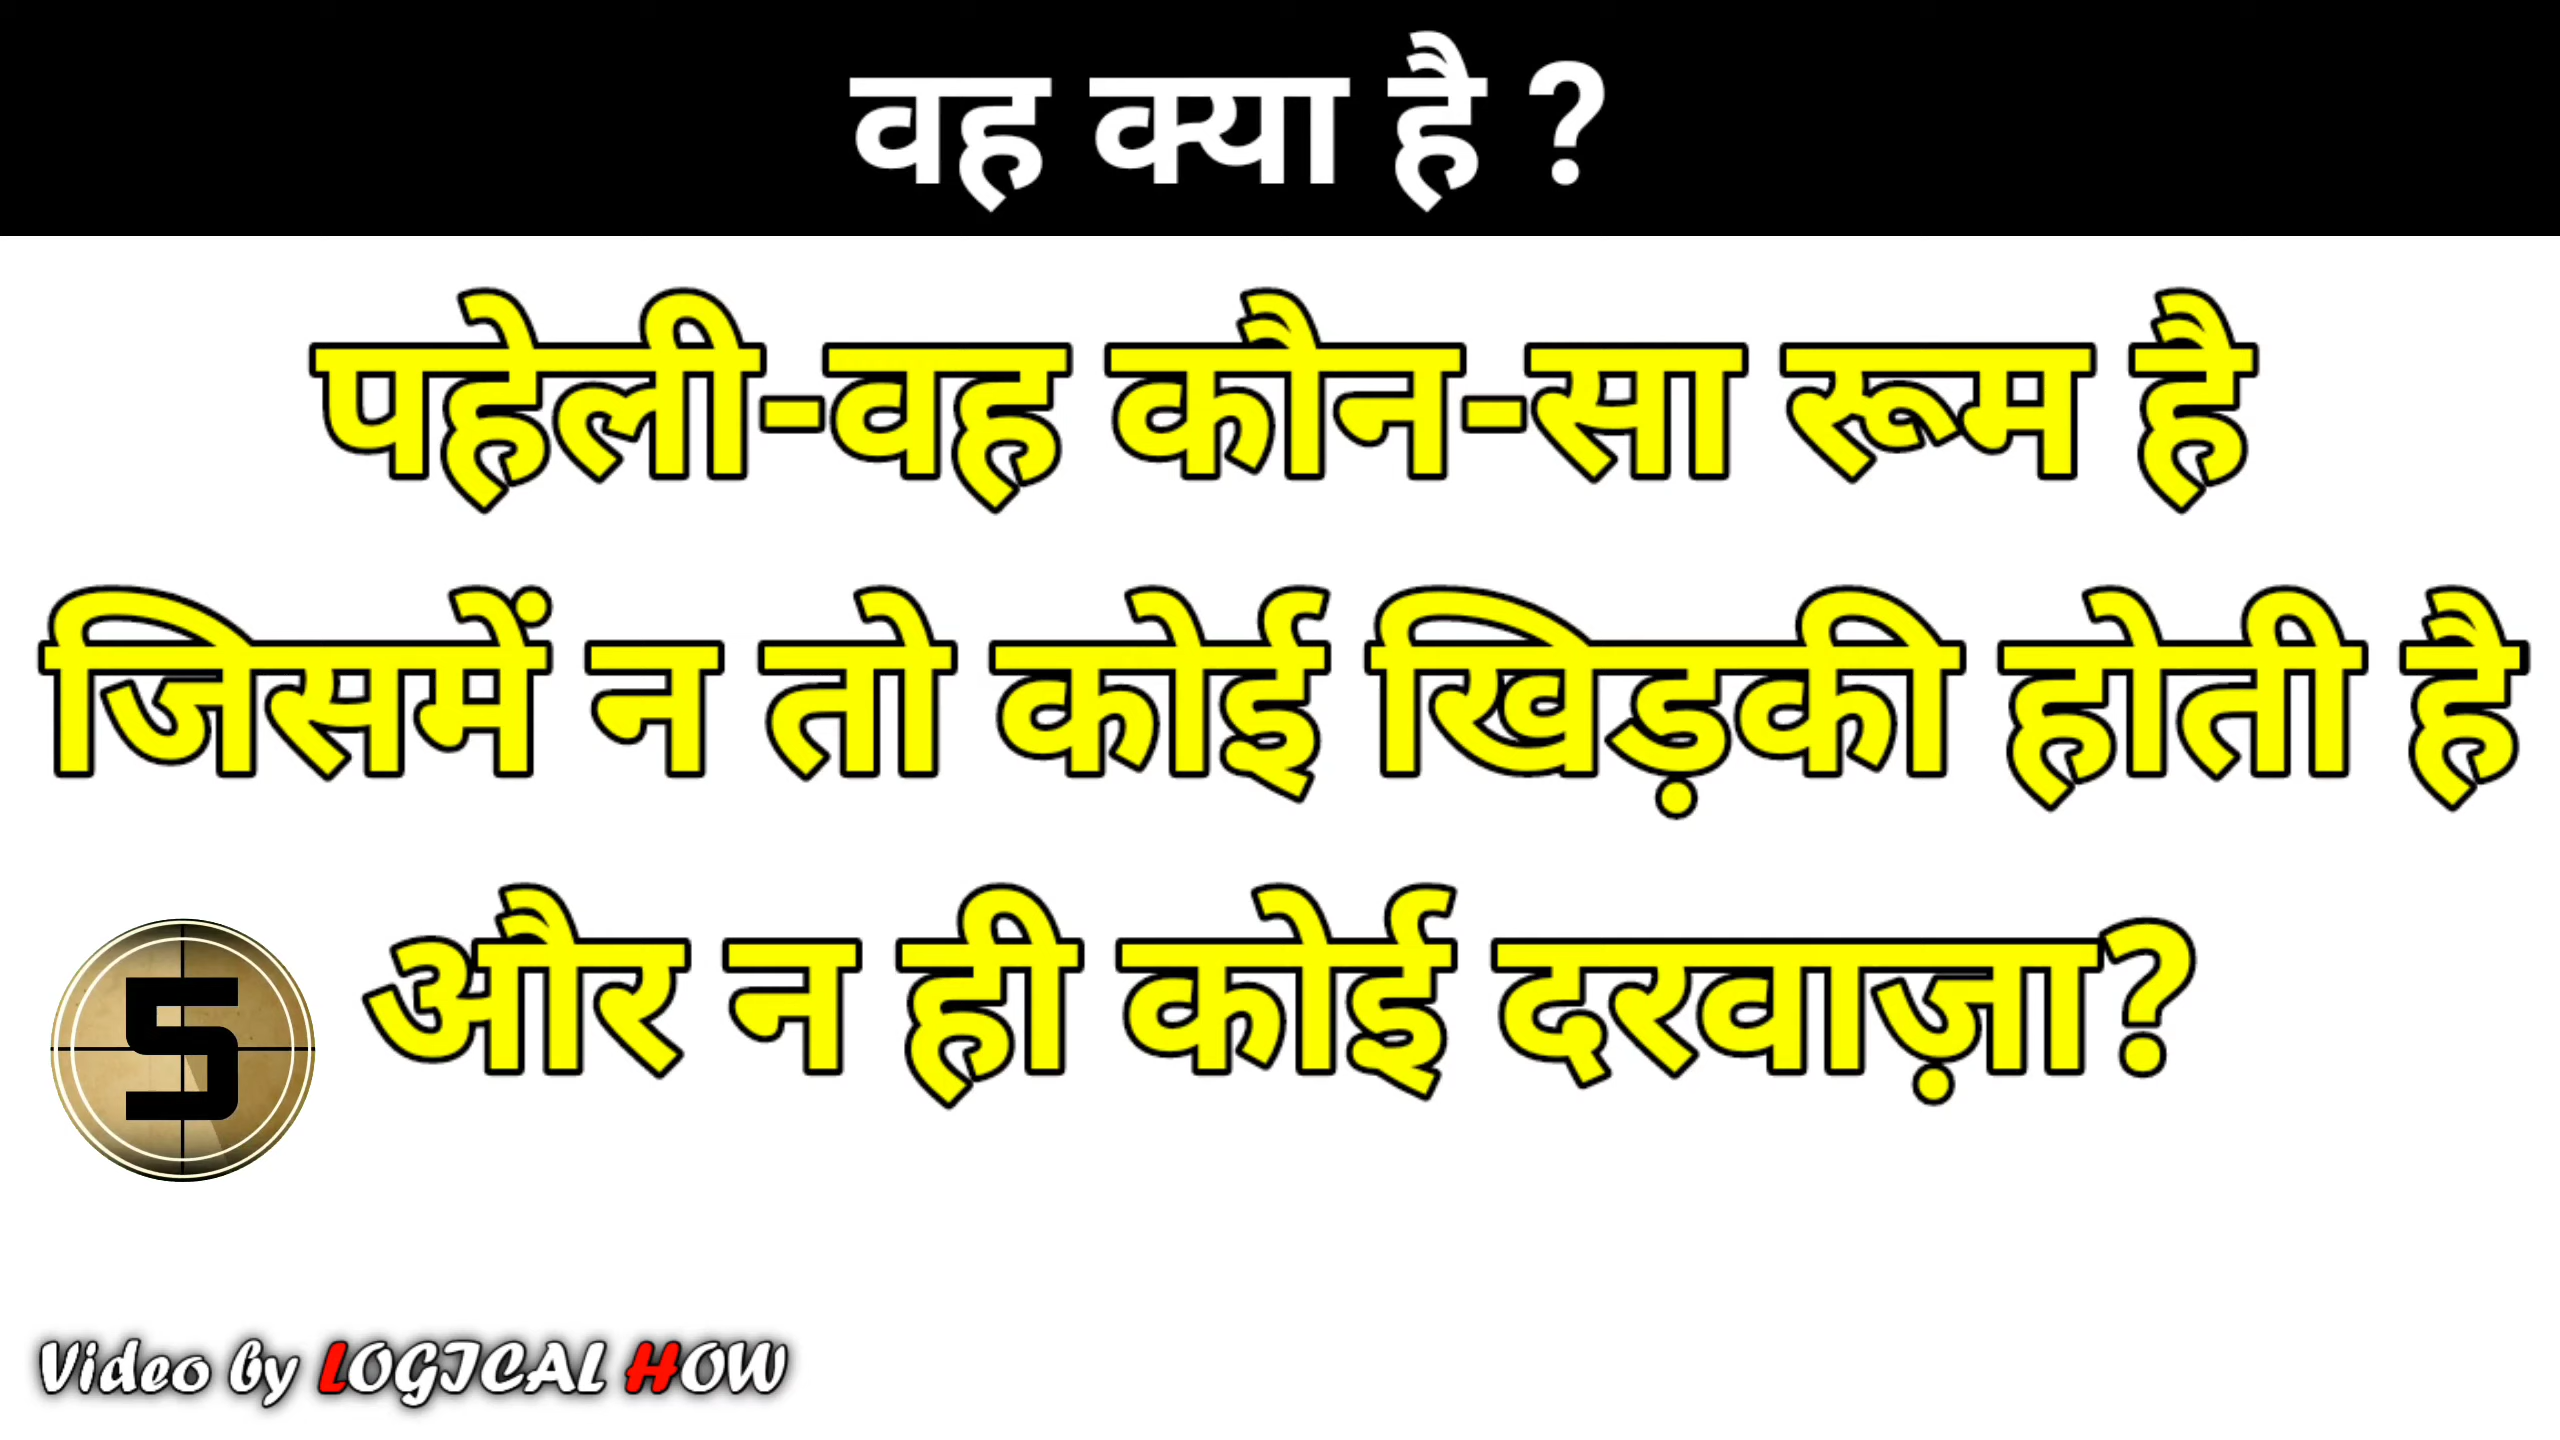 वह क्या है ?
पहेली-वह कौन-सा रूम है
जिसमें न तो कोई खिड़की होती है
और न ही कोई दरवाज़ा?
5
Video by LOGICAL HOW